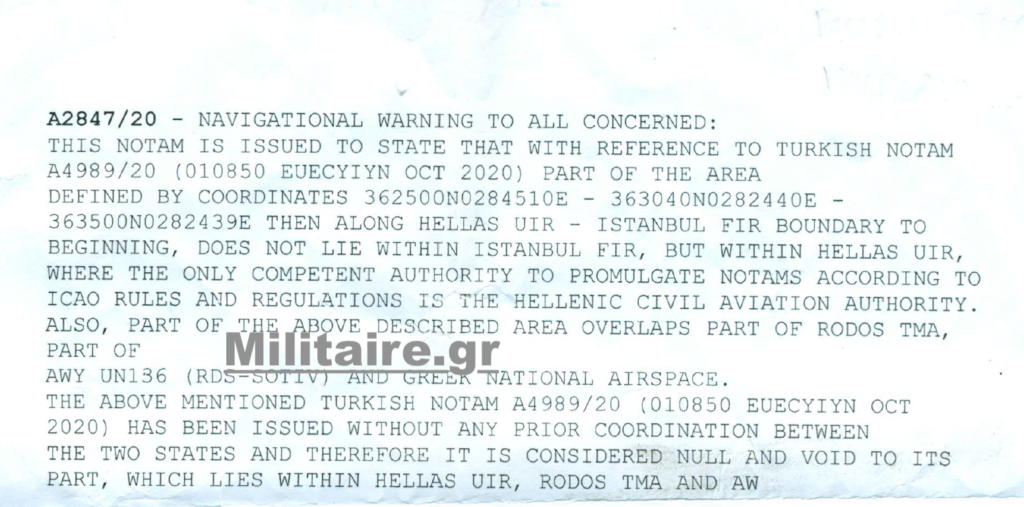 A2847/20 - NAVIGATIONAL WARNING TO ALL CONCERNED:
THIS NOTAM IS ISSUED TO STATE THAT WITH REFERENCE TO TURKISH NOTAM
A4989/20 (010850 EUECYIYN OCT 2020) PART OF THE AREA
DEFINED BY COORDINATES 362500N0284510E - 363040N0282440E -
363500N0282439E THEN ALONG HELLAS UIR - ISTANBUL FIR BOUNDARY TO
BEGINNING, DOES NOT LIE WITHIN ISTANBUL FIR, BUT WITHIN HELLAS UIR,
WHERE THE ONLY COMPETENT AUTHORITY TO PROMULGATE NOTAMS ACCORDING TO
ICAO RULES AND REGULATIONS IS THE HELLENIC CIVIL AVIATION AUTHORITY.
ALSO, PART OF THE ABOVE DESCRIBED AREA OVERLAPS PART OF RODOS TMA,
PART OF
Militaire.gr
AWY UN136 (RDS-SOTIV) AND GREEK NATIONAL AIRSPACE.
THE ABOVE MENTIONED TURKISH NOTAM A4989/20 (010850 EUECYIYN OCT
2020) HAS BEEN ISSUED WITHOUT ANY PRIOR COORDINATION BETWEEN
THE TWO STATES AND THEREFORE IT IS CONSIDERED NULL AND VOID TO ITS
PART, WHICH LIES WITHIN HELLAS UIR, RODOS TMA AND AW